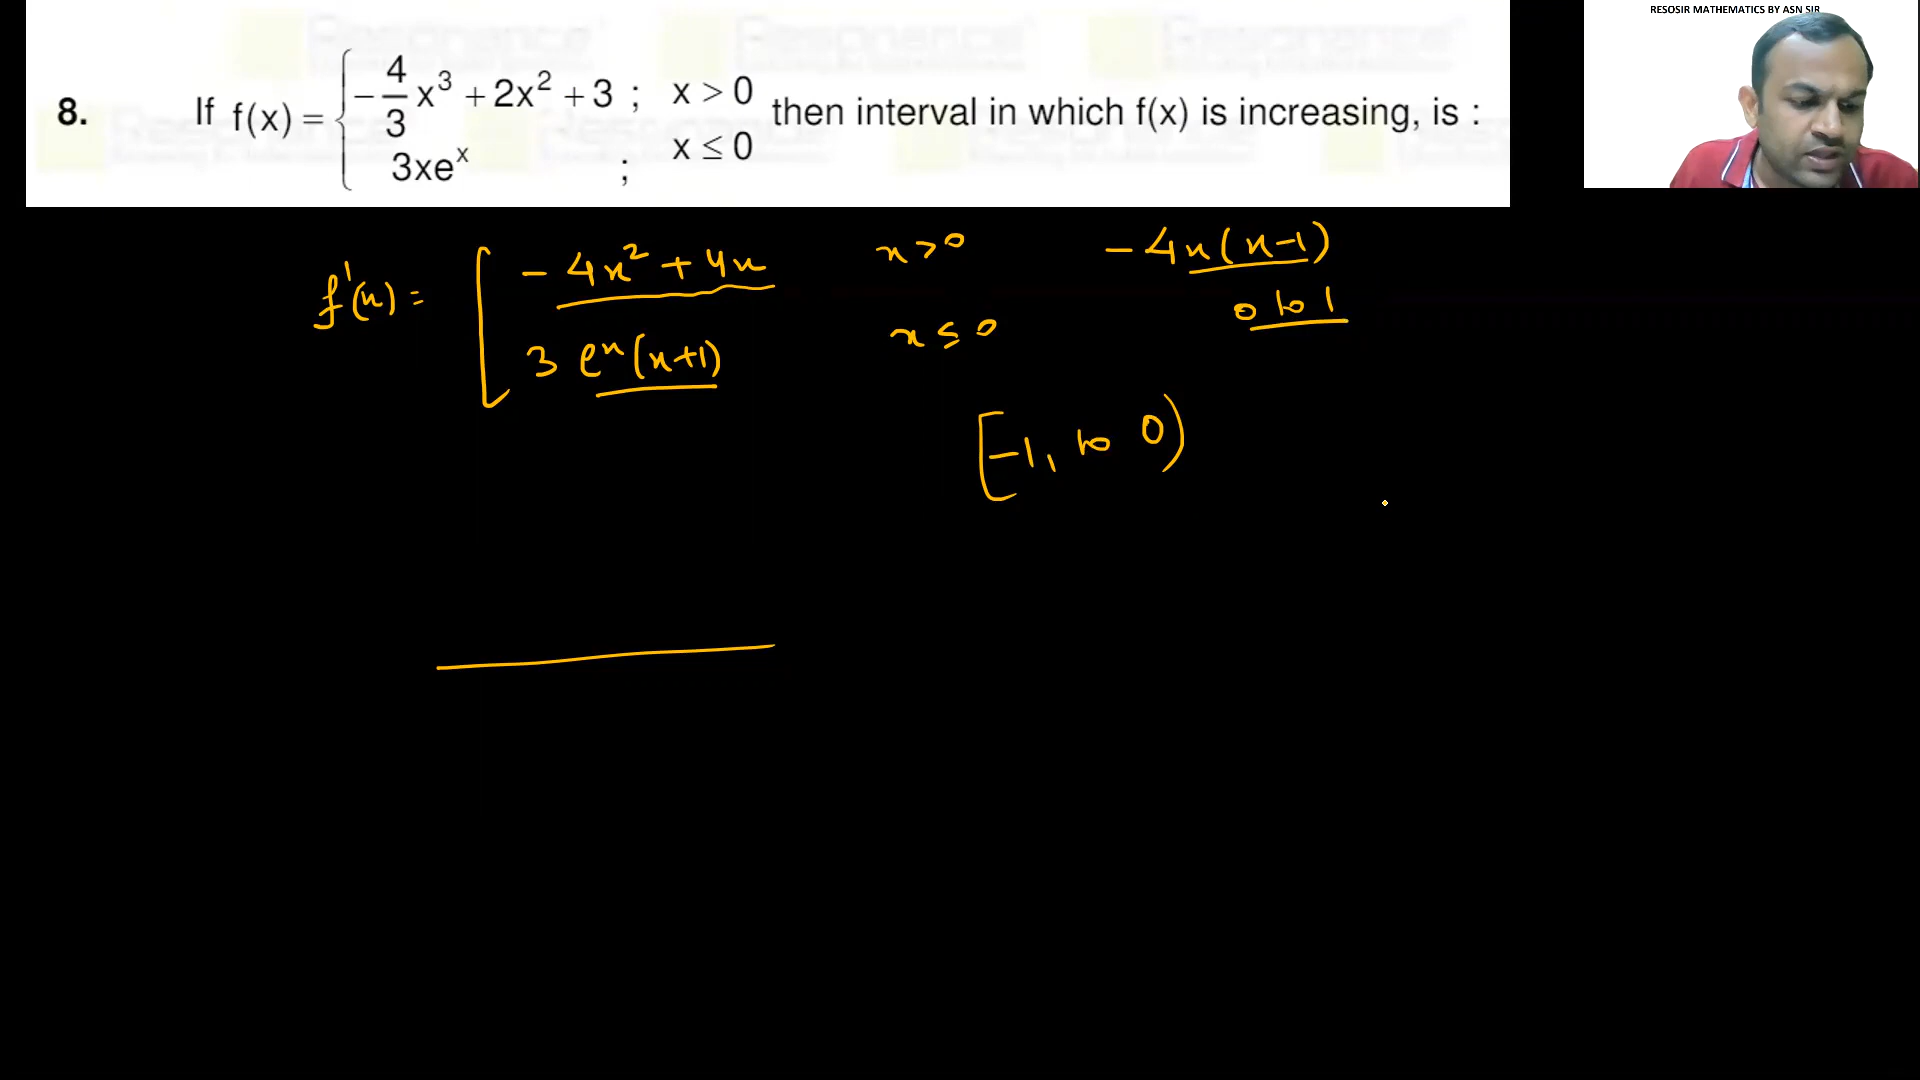 RESOSIR MATHEMATICS BY ASN SIR
8. If f(x) = { -4/3 x³ + 2x² + 3 ; x > 0
3xeˣ ; x ≤ 0 then interval in which f(x) is increasing, is :
f'(x) = [ - 4x² + 4x x > 0 - 4x (x-1)
0 to 1
3 eˣ (x+1) x ≤ 0
[-1, to 0)